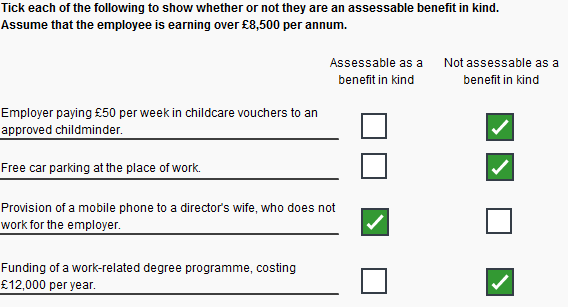 Tick each of the following to show whether or not they are an assessable benefit in kind.
Assume that the employee is earning over £8,500 per annum.
Assessable as a Not assessable as a
benefit in kind benefit in kind
Employer paying £50 per week in childcare vouchers to an
approved childminder.
Free car parking at the place of work.
Provision of a mobile phone to a director's wife, who does not
work for the employer.
Funding of a work-related degree programme, costing
£12,000 per year.